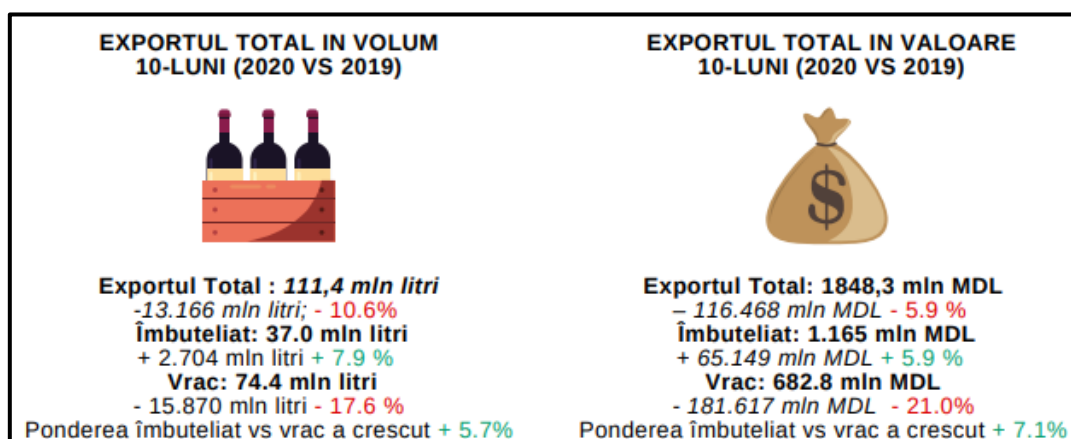 EXPORTUL TOTAL IN VOLUM
10-LUNI (2020 VS 2019)
Exportul Total : 111,4 mln litri
-13.166 mln litri; - 10.6%
Îmbuteliat: 37.0 mln litri
+ 2.704 mln litri + 7.9 %
Vrac: 74.4 mln litri
- 15.870 mln litri - 17.6 %
Ponderea îmbuteliat vs vrac a crescut + 5.7%
EXPORTUL TOTAL IN VALOARE
10-LUNI (2020 VS 2019)
$
Exportul Total: 1848,3 mln MDL
– 116.468 mln MDL - 5.9 %
Îmbuteliat: 1.165 mln MDL
+ 65.149 mln MDL + 5.9 %
Vrac: 682.8 mln MDL
- 181.617 mln MDL - 21.0%
Ponderea îmbuteliat vs vrac a crescut + 7.1%